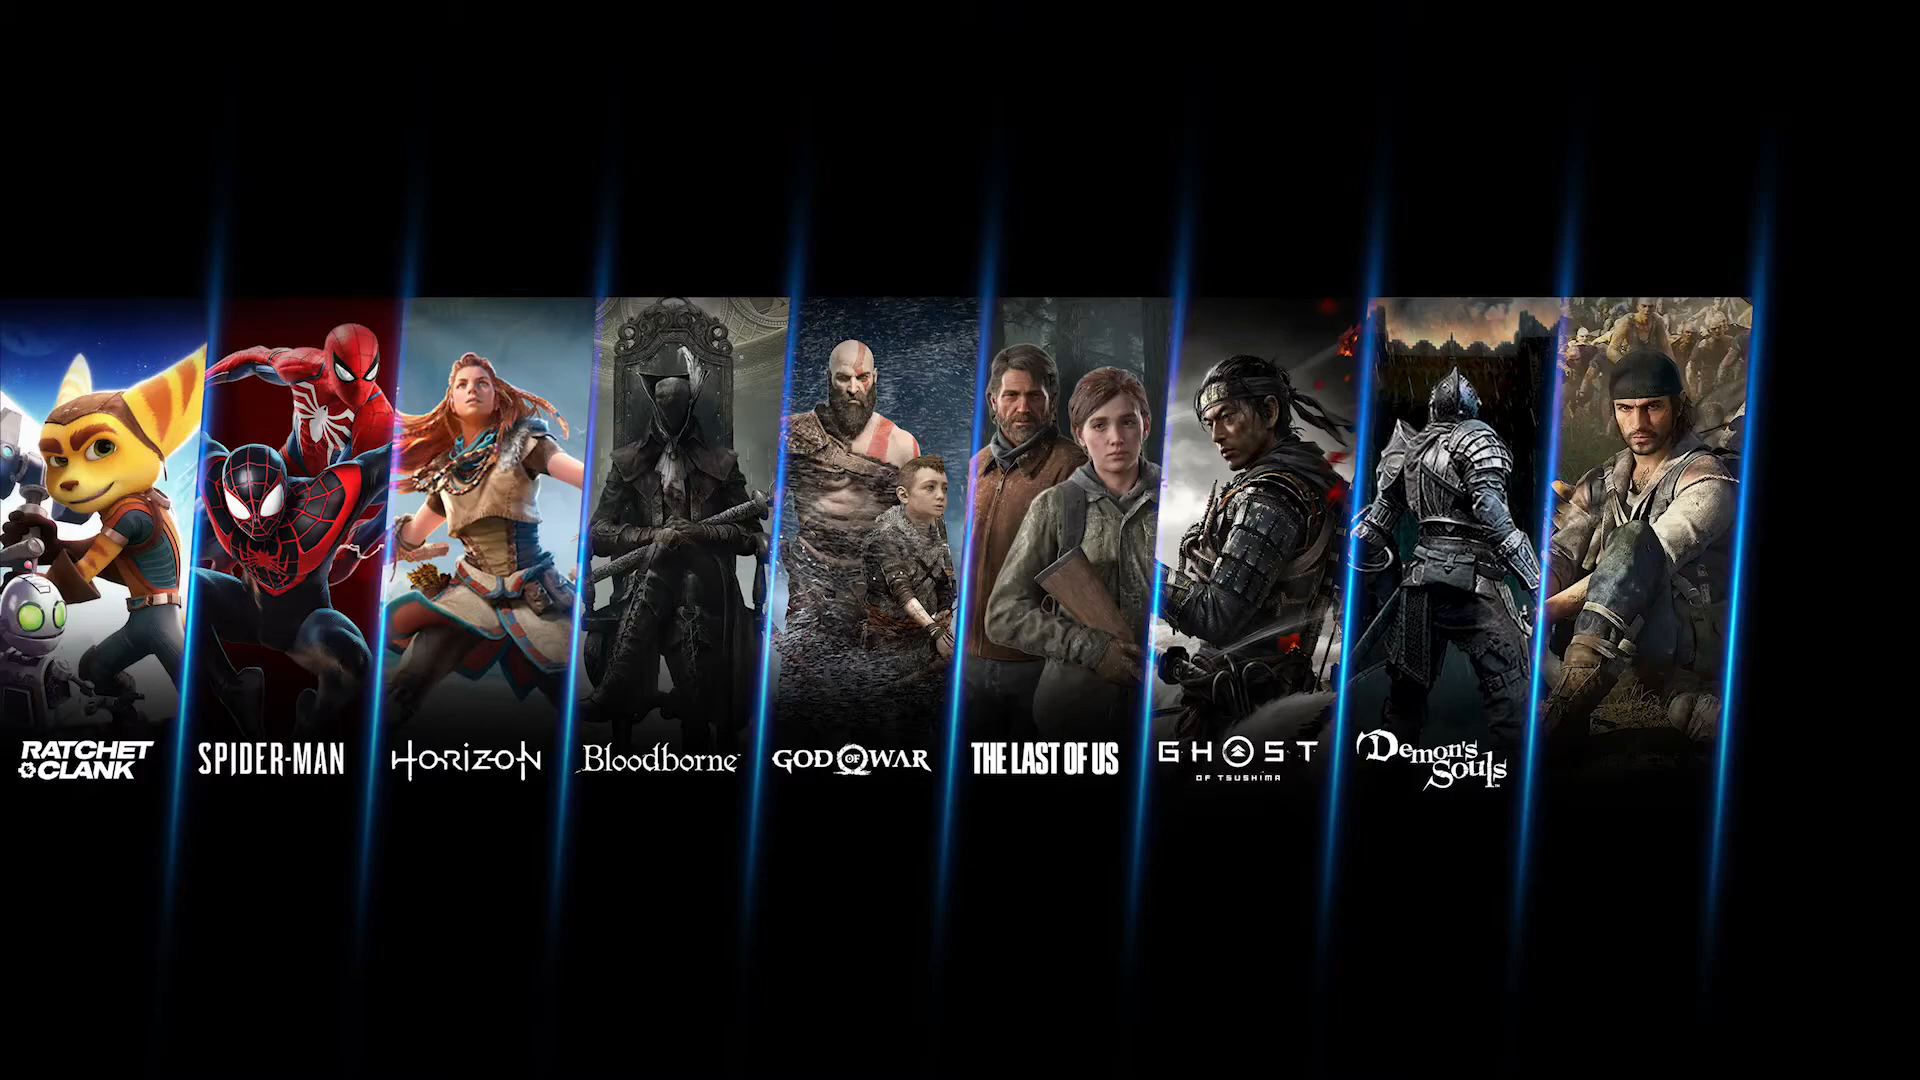 RATCHET
CLANK
SPIDER-MAN
HORIZON
Bloodborne
GOD OF WAR
THE LAST OF US
GHOST
OF TSUSHIMA
Demon's
Souls